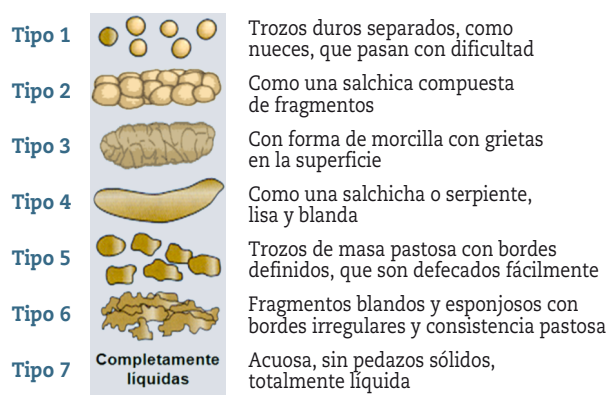 Tipo 1
Trozos duros separados, como
nueces, que pasan con dificultad
Tipo 2
Como una salchica compuesta
de fragmentos
Tipo 3
Con forma de morcilla con grietas
en la superficie
Tipo 4
Como una salchicha o serpiente,
lisa y blanda
Tipo 5
Trozos de masa pastosa con bordes
definidos, que son defecados fácilmente
Tipo 6
Fragmentos blandos y esponjosos con
bordes irregulares y consistencia pastosa
Tipo 7
Completamente
líquidas
Acuosa, sin pedazos sólidos,
totalmente líquida